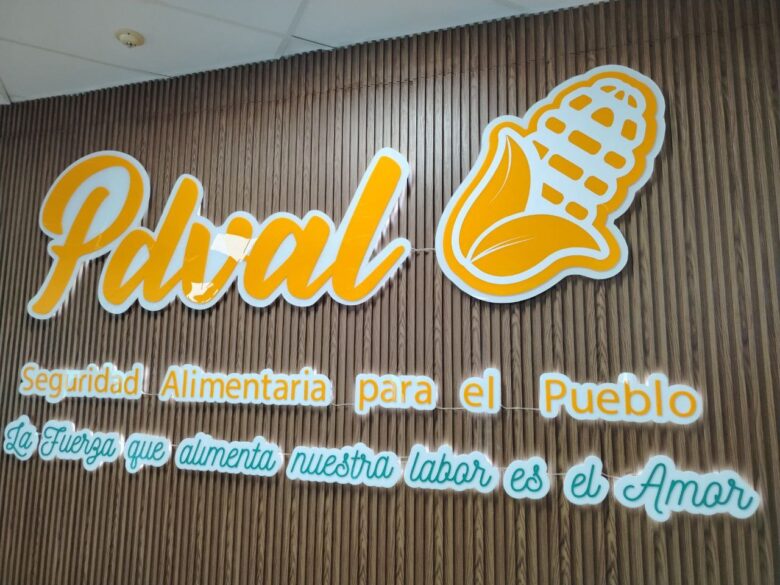 Pdval
Seguridad Alimentaria para el Pueblo
La Fuerza que alimenta nuestra labor es el Amor